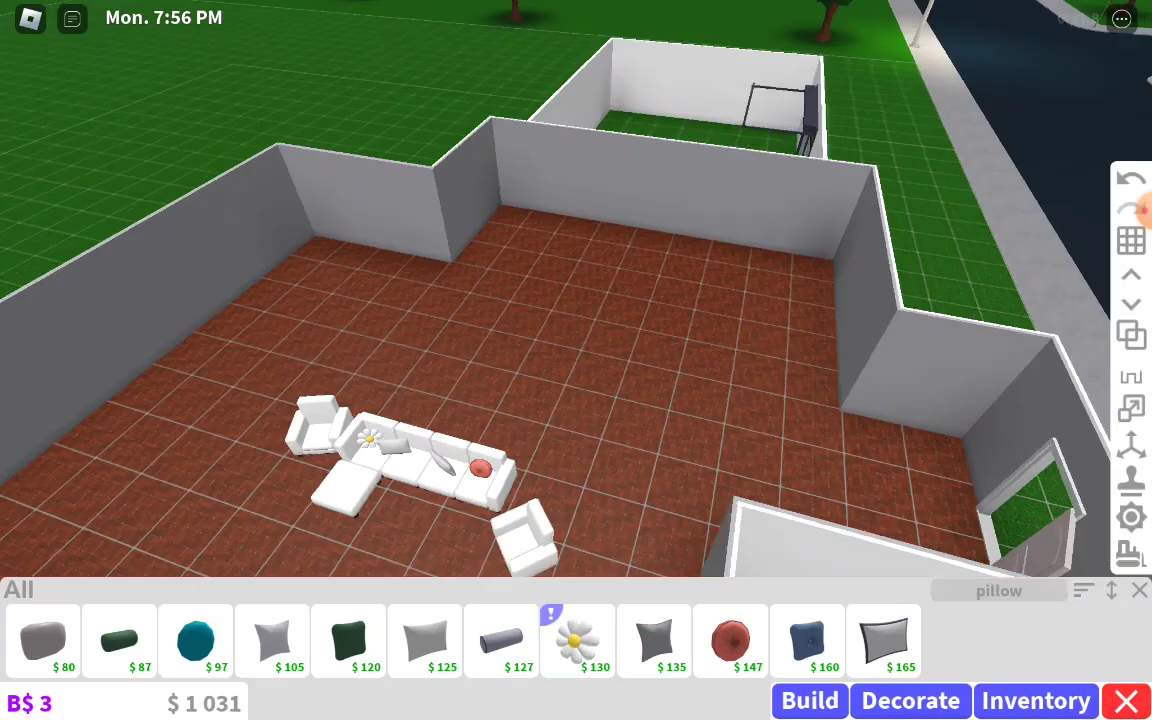 Mon. 7:56 PM
All
pillow
$ 80
$ 87
$ 97
$ 105
$ 120
$ 125
$ 127
!
$ 130
$ 135
$ 147
$ 160
$ 165
B$ 3
$ 1 031
Build
Decorate
Inventory